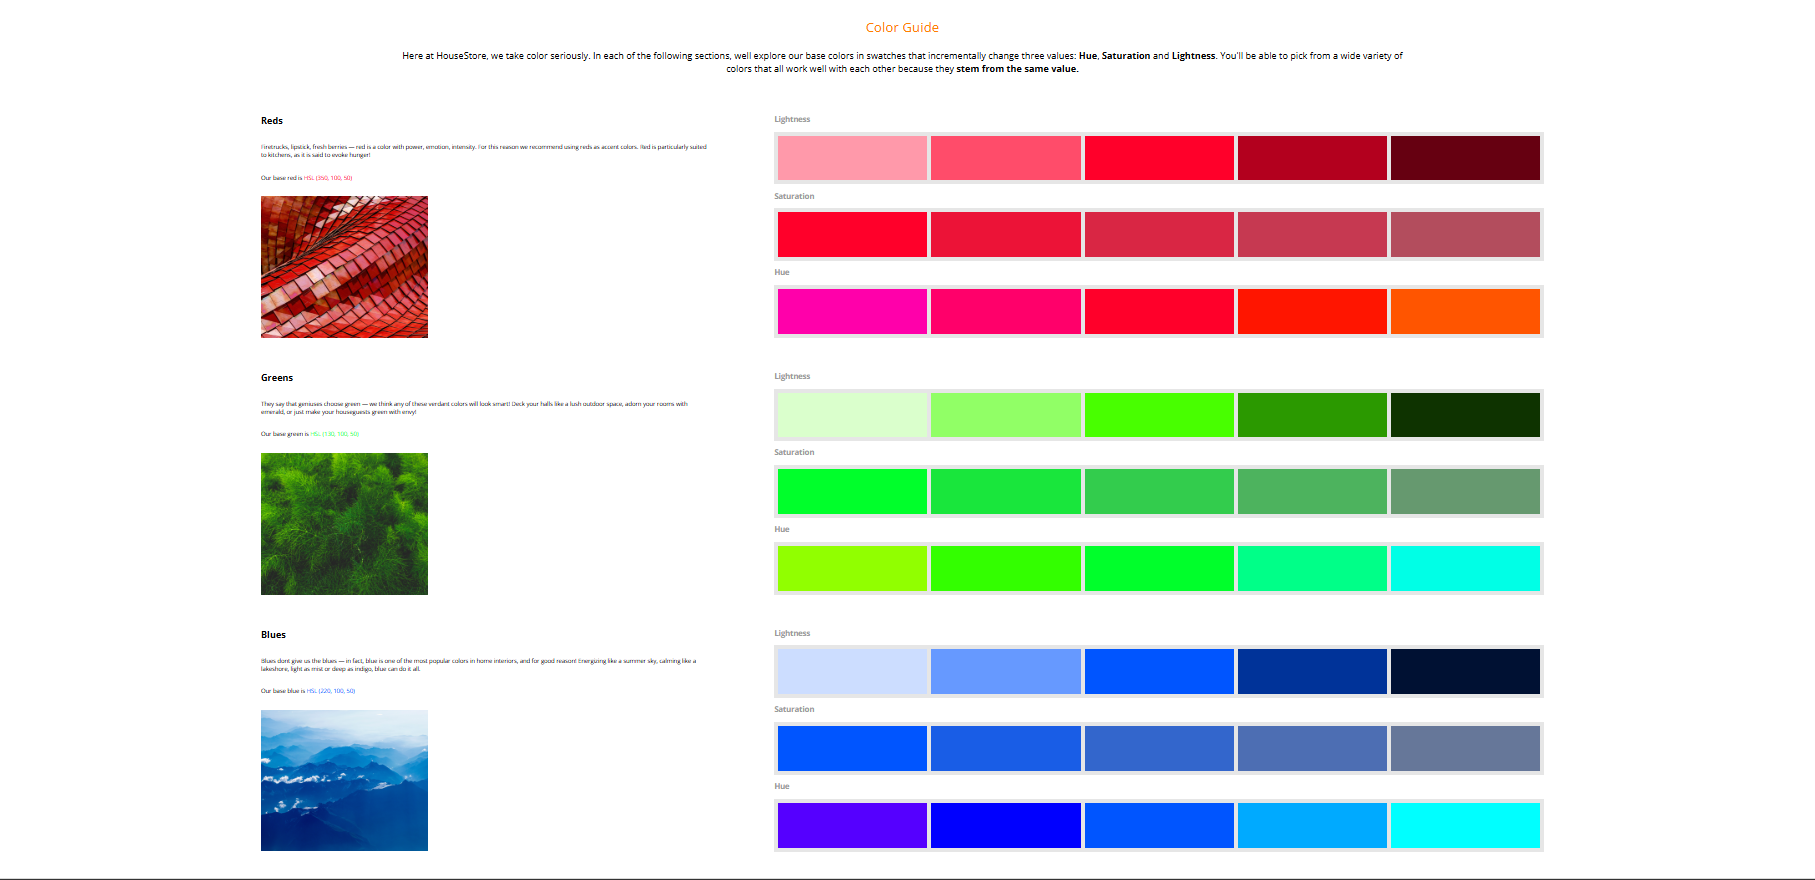 Color Guide
Here at HouseStore, we take color seriously. In each of the following sections, well explore our base colors in swatches that incrementally change three values: Hue, Saturation and Lightness. You'll be able to pick from a wide variety of
colors that all work well with each other because they stem from the same value.
Reds
Firetrucks, lipstick, fresh berries — red is a color with power, emotion, intensity. For this reason we recommend using reds as accent colors. Red is particularly suited
to kitchens, as it is said to evoke hunger!
Our base red is HSL (350, 100, 50)
Lightness
Saturation
Hue
Greens
They say that geniuses choose green — we think any of these verdant colors will look smart! Deck your halls like a lush outdoor space, adorn your rooms with
emerald, or just make your houseguests green with envy!
Our base green is HSL (130, 100, 50)
Lightness
Saturation
Hue
Blues
Blues dont give us the blues — in fact, blue is one of the most popular colors in home interiors, and for good reason! Energizing like a summer sky, calming like a
lakeshore, light as mist or deep as indigo, blue can do it all.
Our base blue is HSL (220, 100, 50)
Lightness
Saturation
Hue